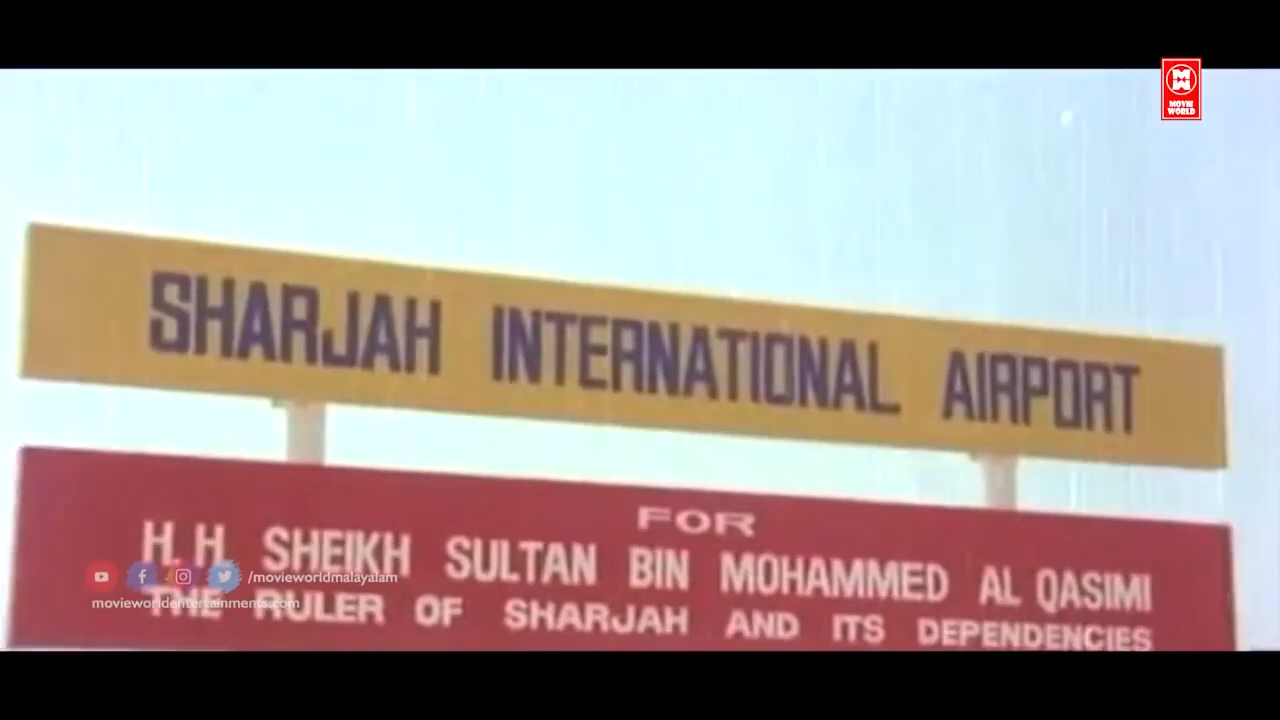 MOVIE
WORLD
SHARJAH INTERNATIONAL AIRPORT
FOR
H. H. SHEIKH SULTAN BIN MOHAMMED AL QASIMI
THE RULER OF SHARJAH AND ITS DEPENDENCIES
/movieworldmalayalam
movieworldentertainments.com